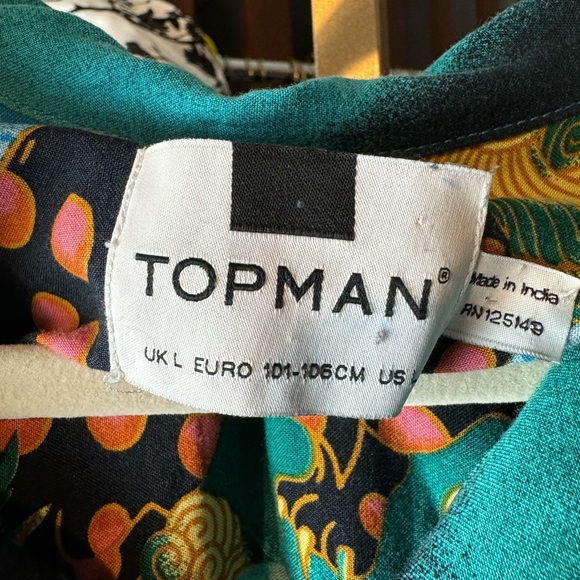 TOPMAN®
UK L EURO 101-106CM US L
Made in India
RN125149